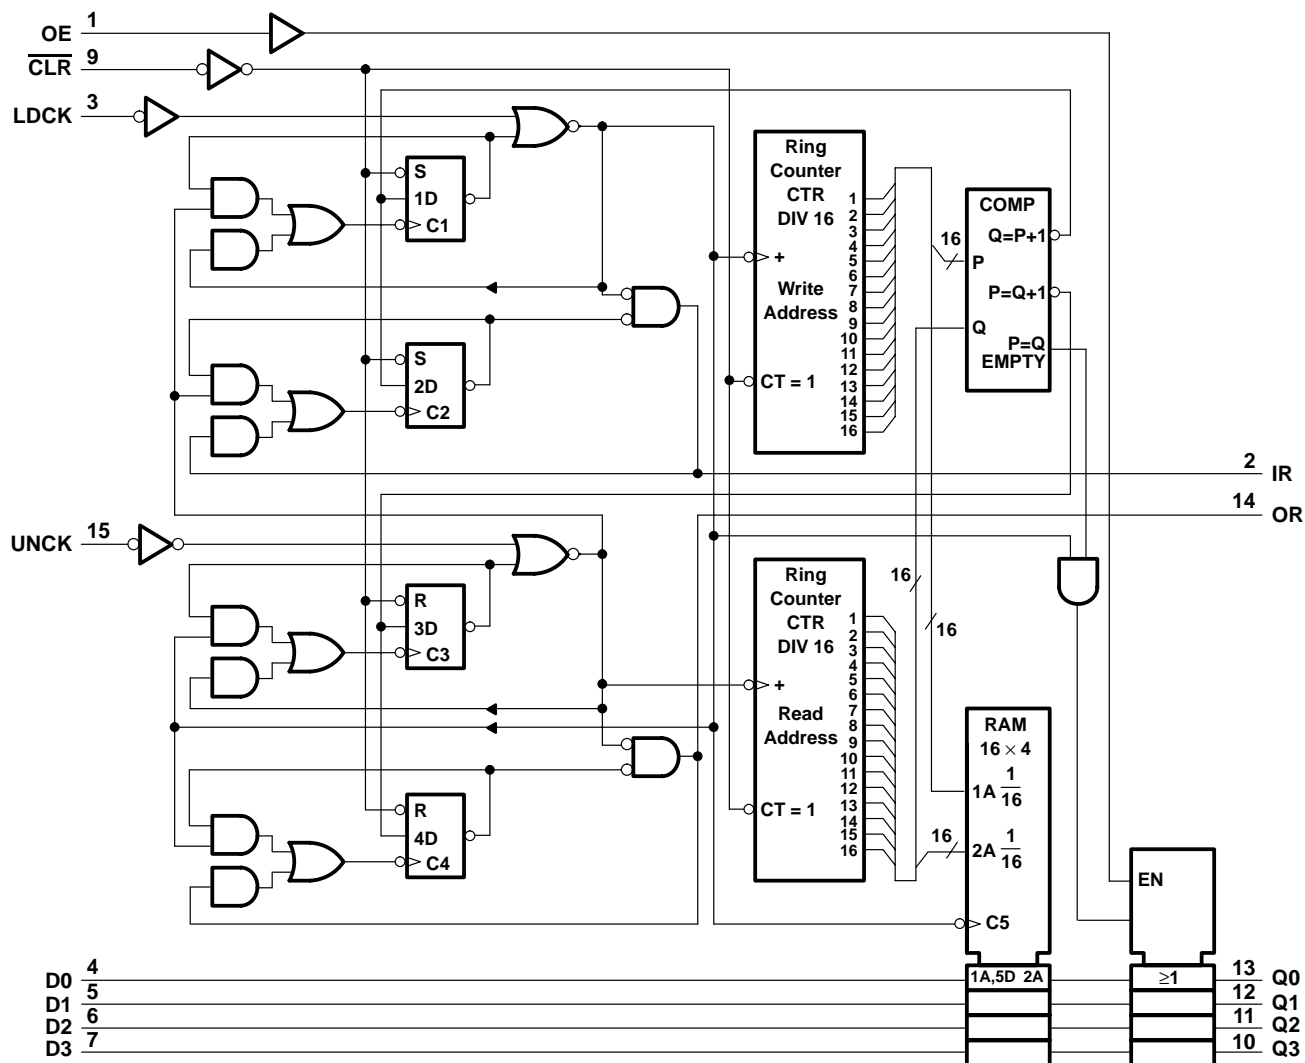 OE 1
CLR 9
LDCK 3
S
1D
C1
S
2D
C2
Ring
Counter
CTR
DIV 16
+
Write
Address
CT = 1
1
2
3
4
5
6
7
8
9
10
11
12
13
14
15
16
16
COMP
Q=P+1
P
P=Q+1
Q
P=Q
EMPTY
2 IR
14 OR
UNCK 15
R
3D
C3
R
4D
C4
Ring
Counter
CTR
DIV 16
+
Read
Address
CT = 1
1
2
3
4
5
6
7
8
9
10
11
12
13
14
15
16
16
16
16
RAM
16 × 4
1A 1/16
2A 1/16
C5
EN
D0 4
1A,5D 2A
≥1
13 Q0
D1 5
12 Q1
D2 6
11 Q2
D3 7
10 Q3